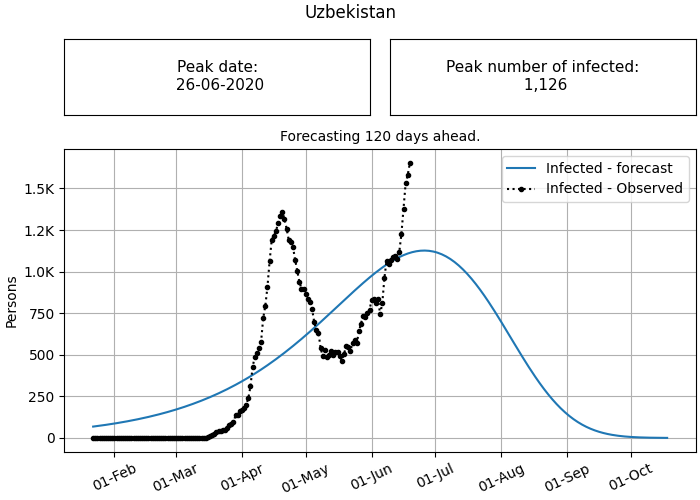 Uzbekistan
Peak date:
26-06-2020
Peak number of infected:
1,126
Forecasting 120 days ahead.
Infected - forecast
Infected - Observed
Persons
1.5K
1.2K
1.0K
750
500
250
0
01-Feb
01-Mar
01-Apr
01-May
01-Jun
01-Jul
01-Aug
01-Sep
01-Oct